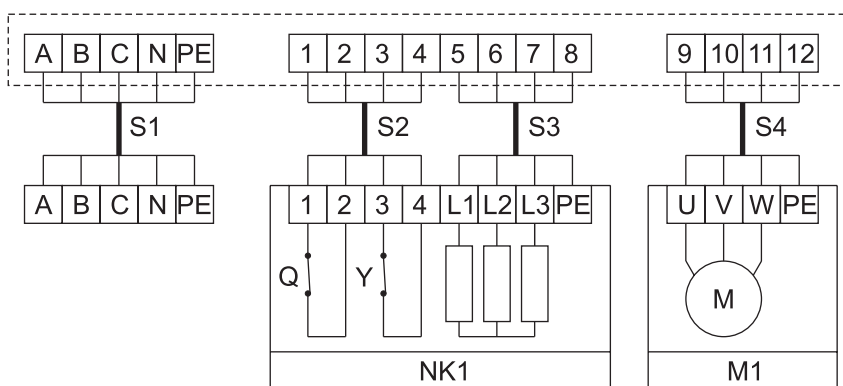 A B C N PE 1 2 3 4 5 6 7 8 9 10 11 12
S1 S2 S3 S4
A B C N PE 1 2 3 4 L1 L2 L3 PE U V W PE
Q Y M
NK1 M1